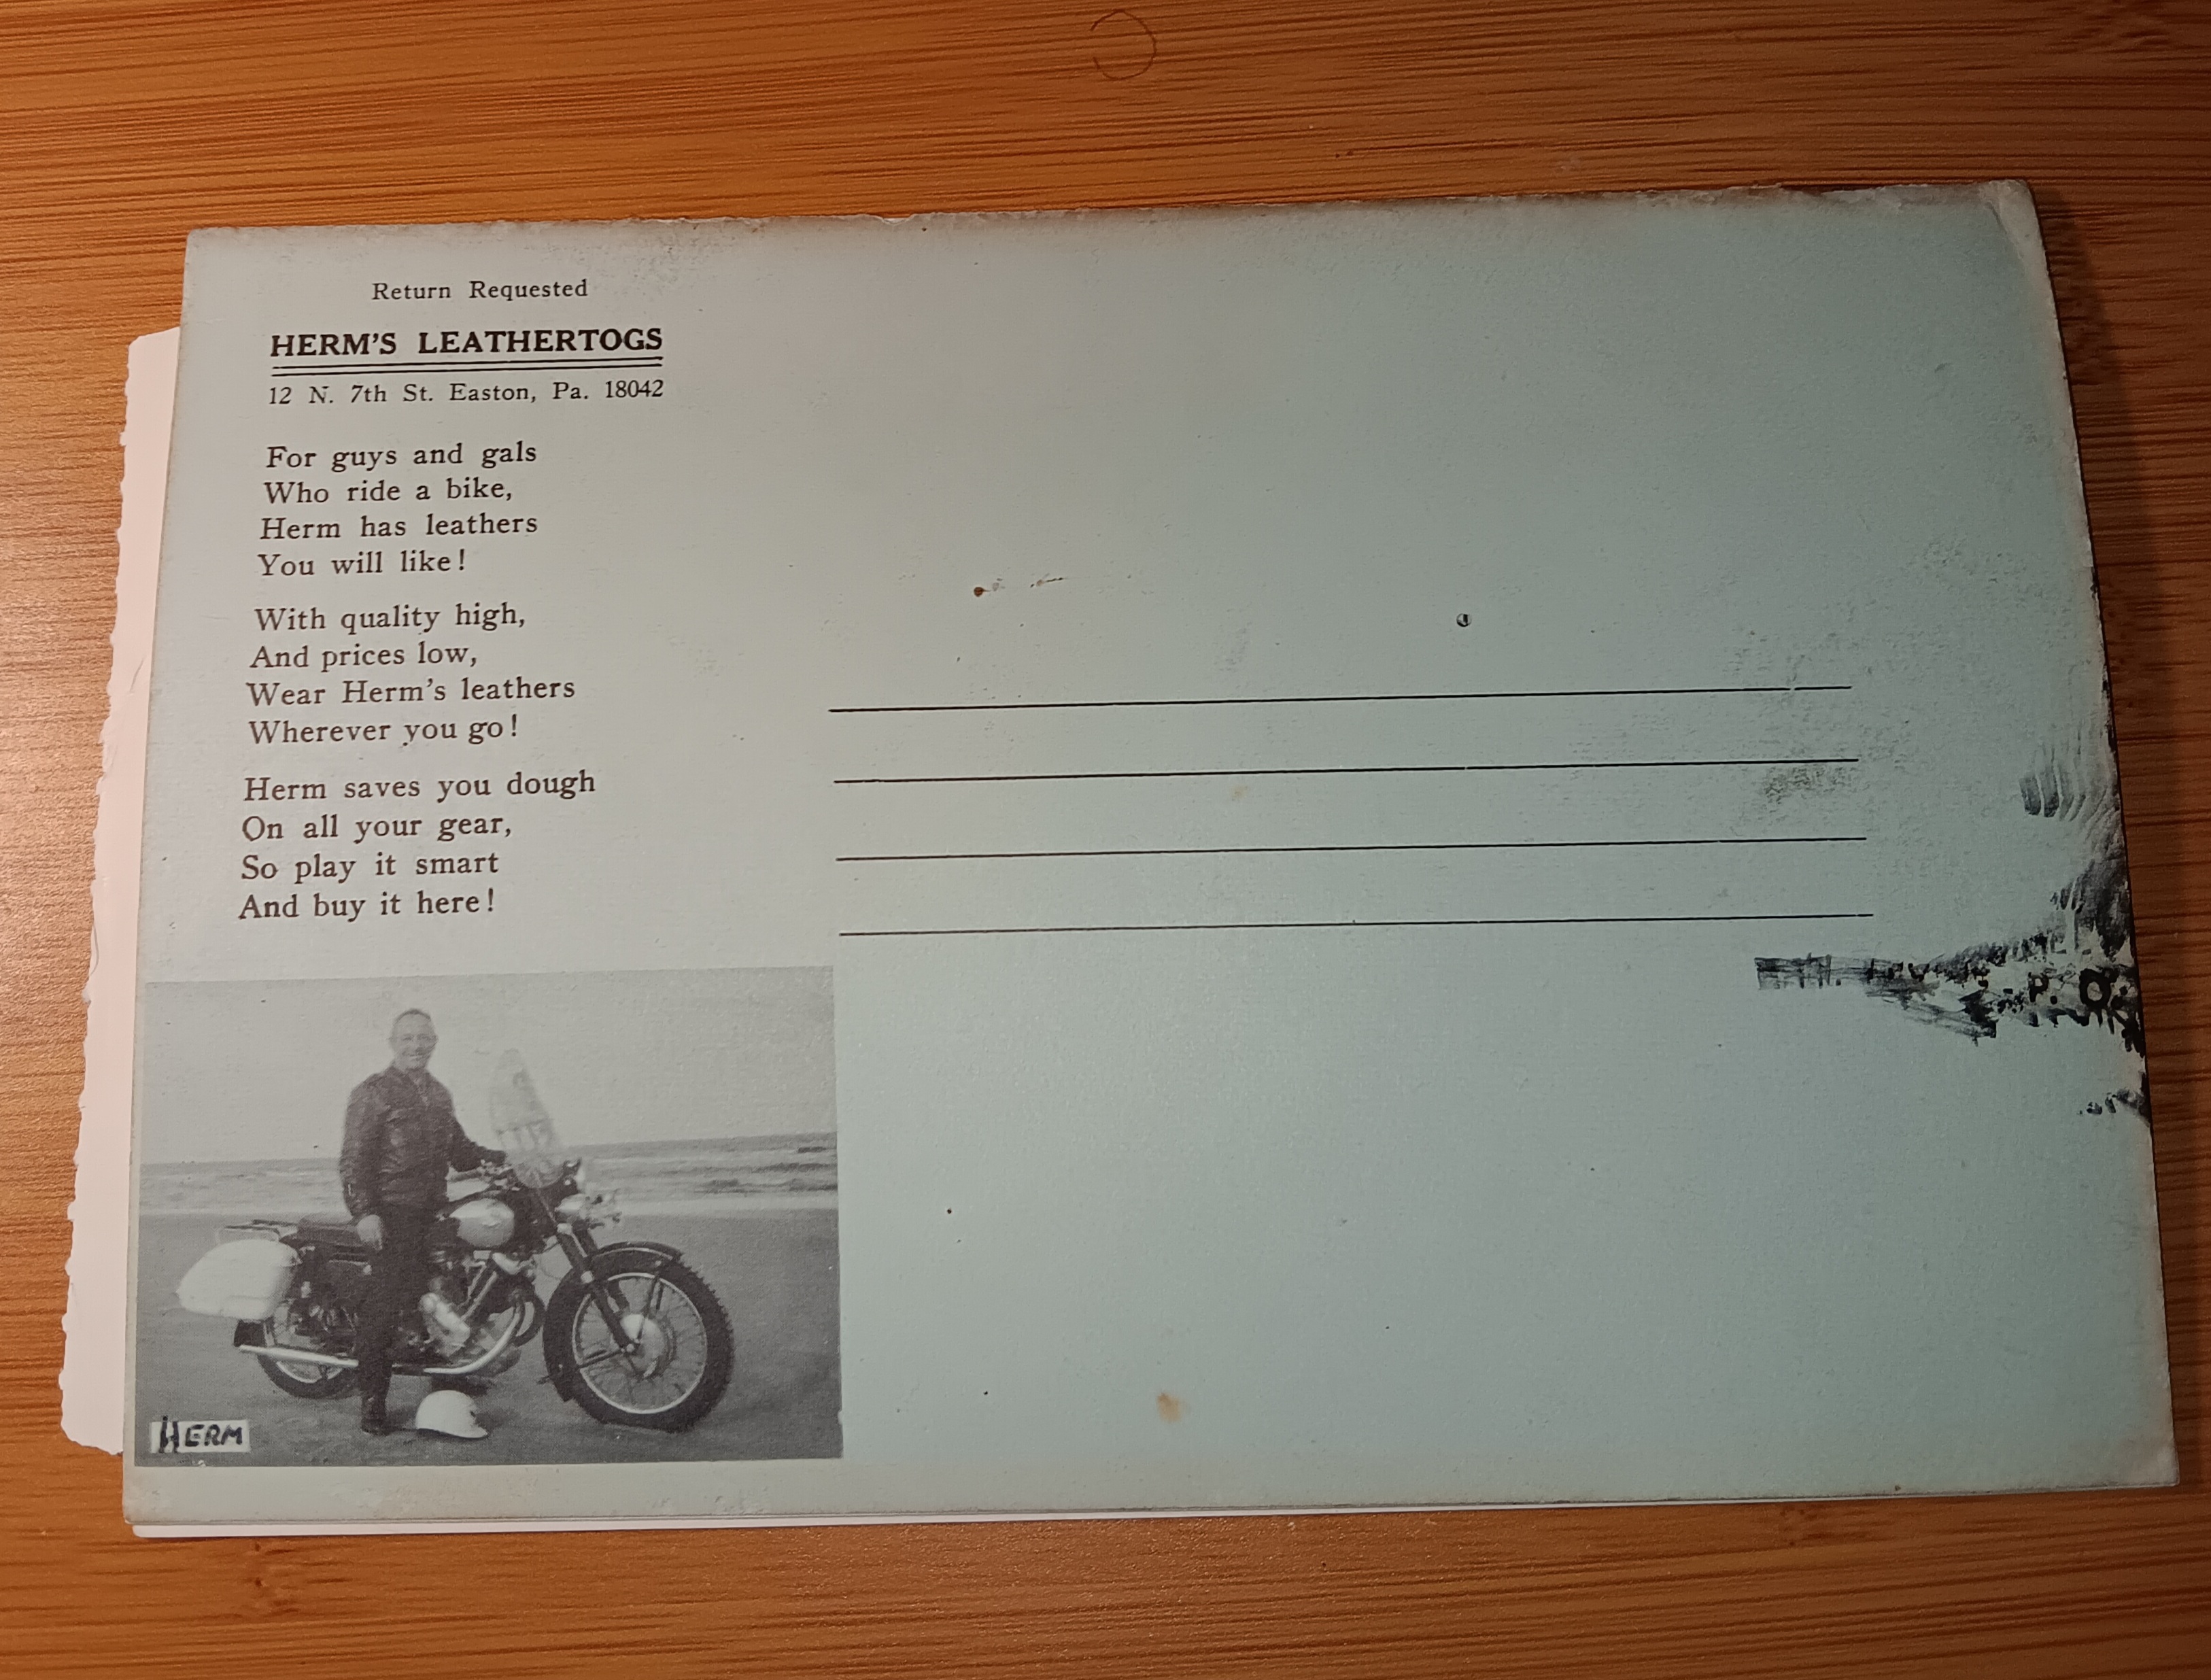 Return Requested
HERM'S LEATHERTOGS
12 N. 7th St. Easton, Pa. 18042
For guys and gals
Who ride a bike,
Herm has leathers
You will like!
With quality high,
And prices low,
Wear Herm's leathers
Wherever you go!
Herm saves you dough
On all your gear,
So play it smart
And buy it here!
P. O.
HERM